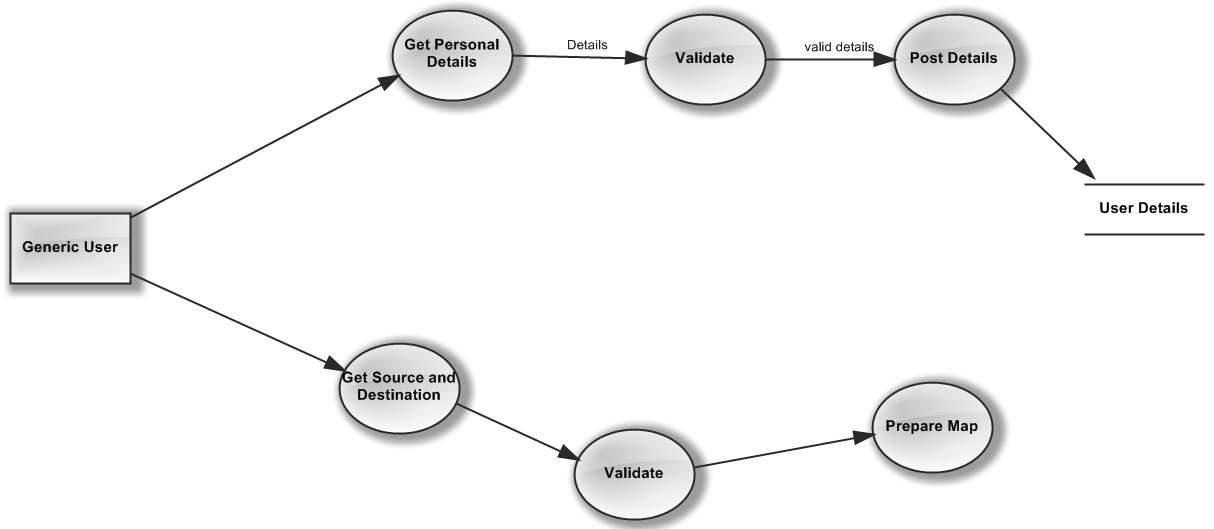 Get Personal
Details
Details
Validate
valid details
Post Details
User Details
Generic User
Get Source and
Destination
Validate
Prepare Map